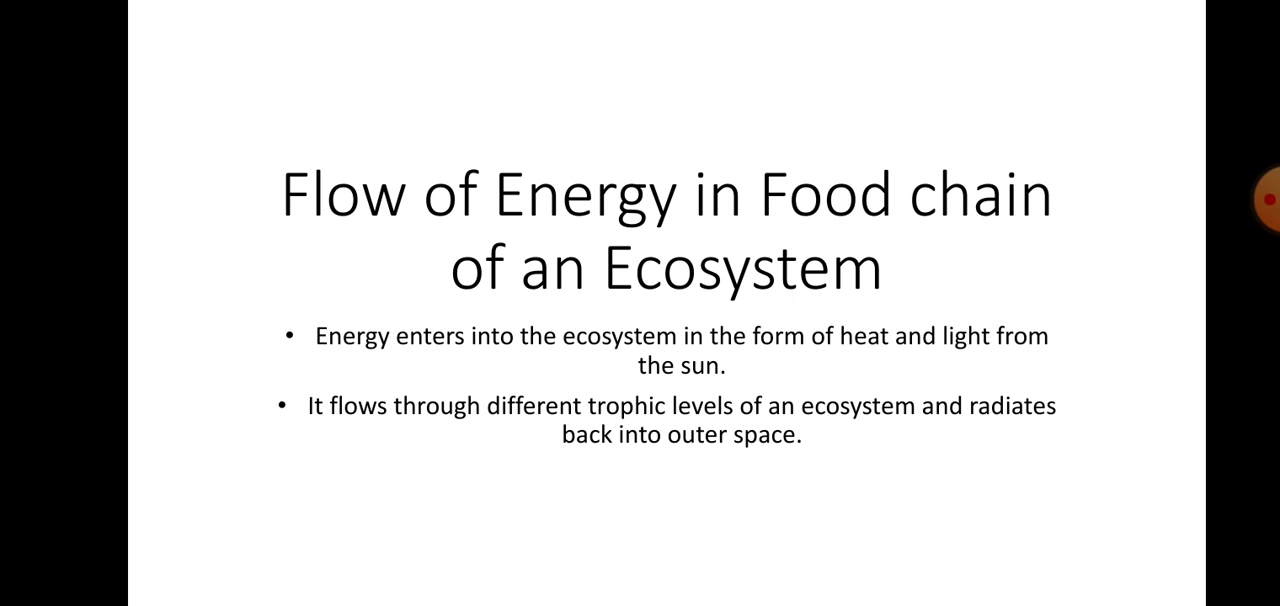 Flow of Energy in Food chain
of an Ecosystem
• Energy enters into the ecosystem in the form of heat and light from
the sun.
• It flows through different trophic levels of an ecosystem and radiates
back into outer space.